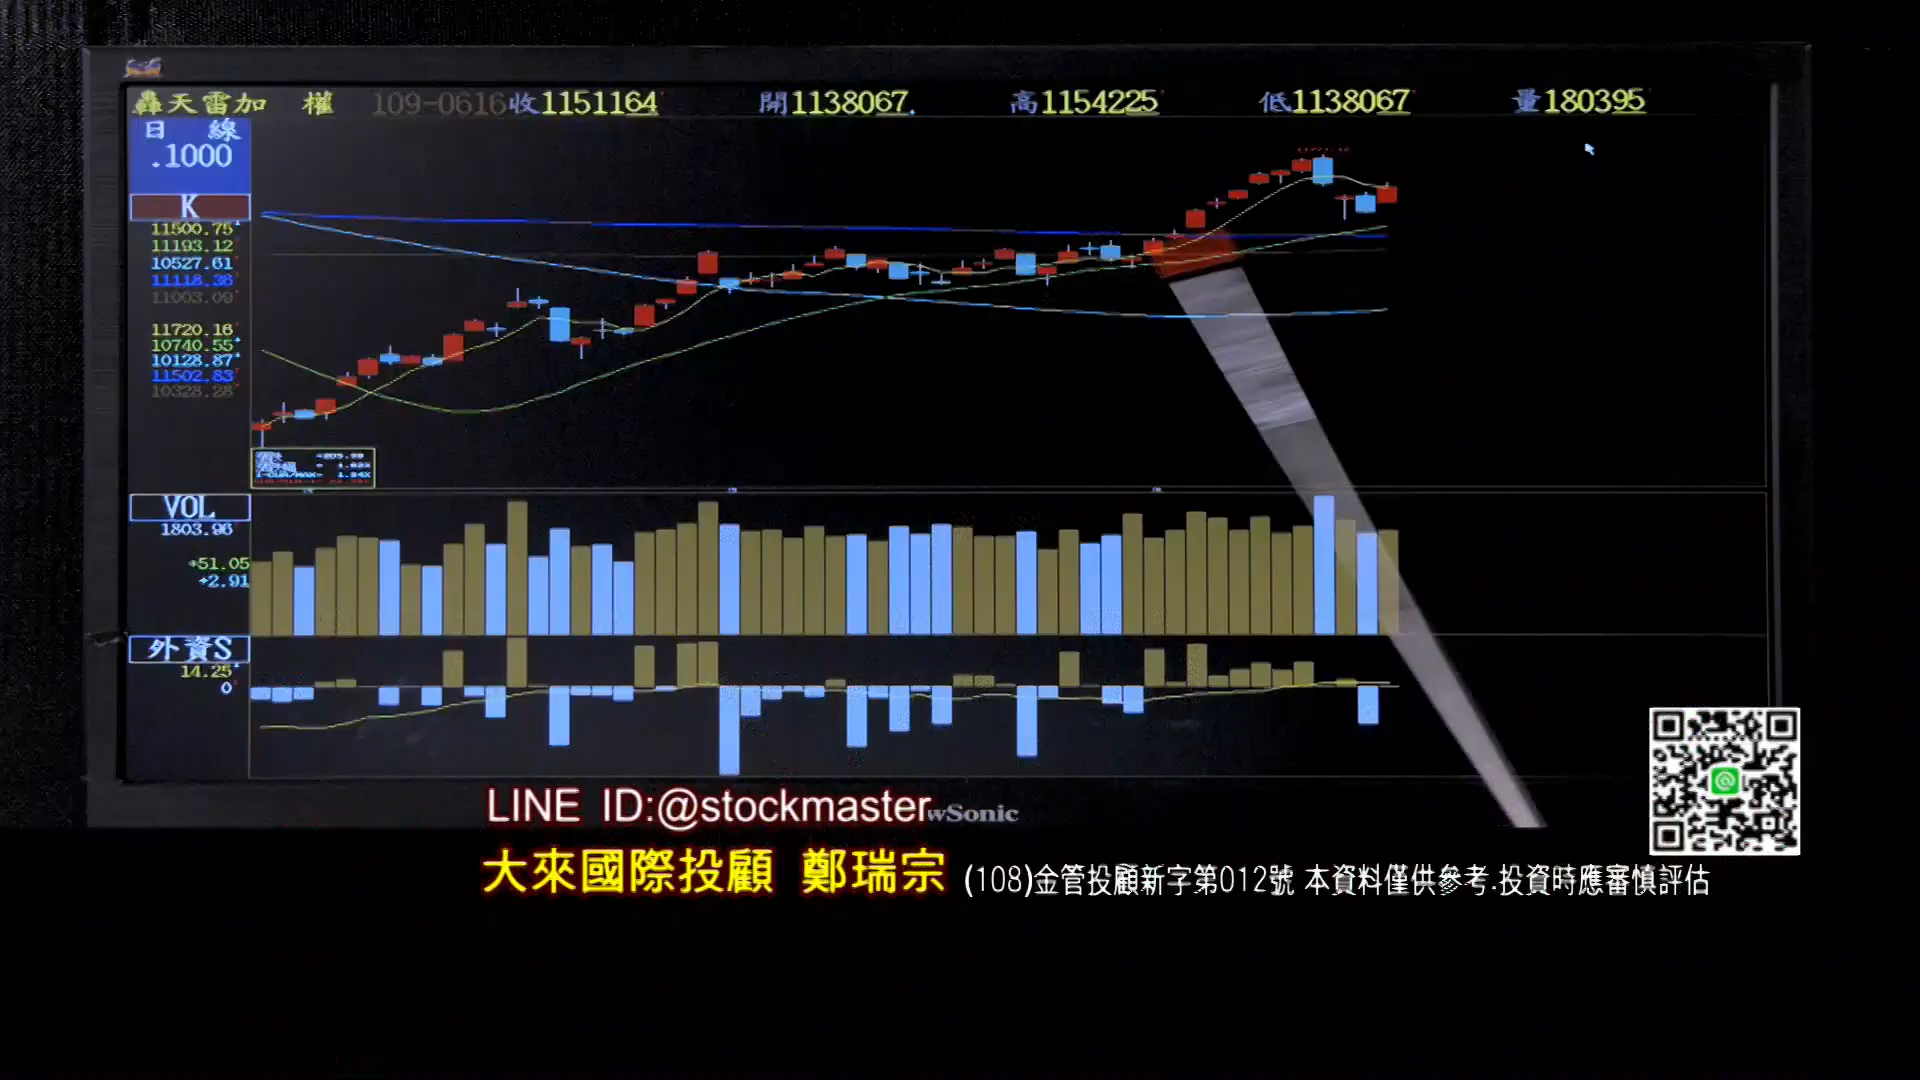 轟天雷加 權 109-0616 收1151164 開1138067. 高1154225 低1138067 量180395
日 線
.1000
K
11500.75
11193.12
10527.61
11118.38
11003.09
11720.16
10740.55
10128.87
11502.83
10328.28
VOL
1803.96
+51.05
+2.91
外資S
14.25
0
LINE ID:@stockmaster
wSonic
大來國際投顧 鄭瑞宗 (108)金管投顧新字第012號 本資料僅供參考.投資時應審慎評估